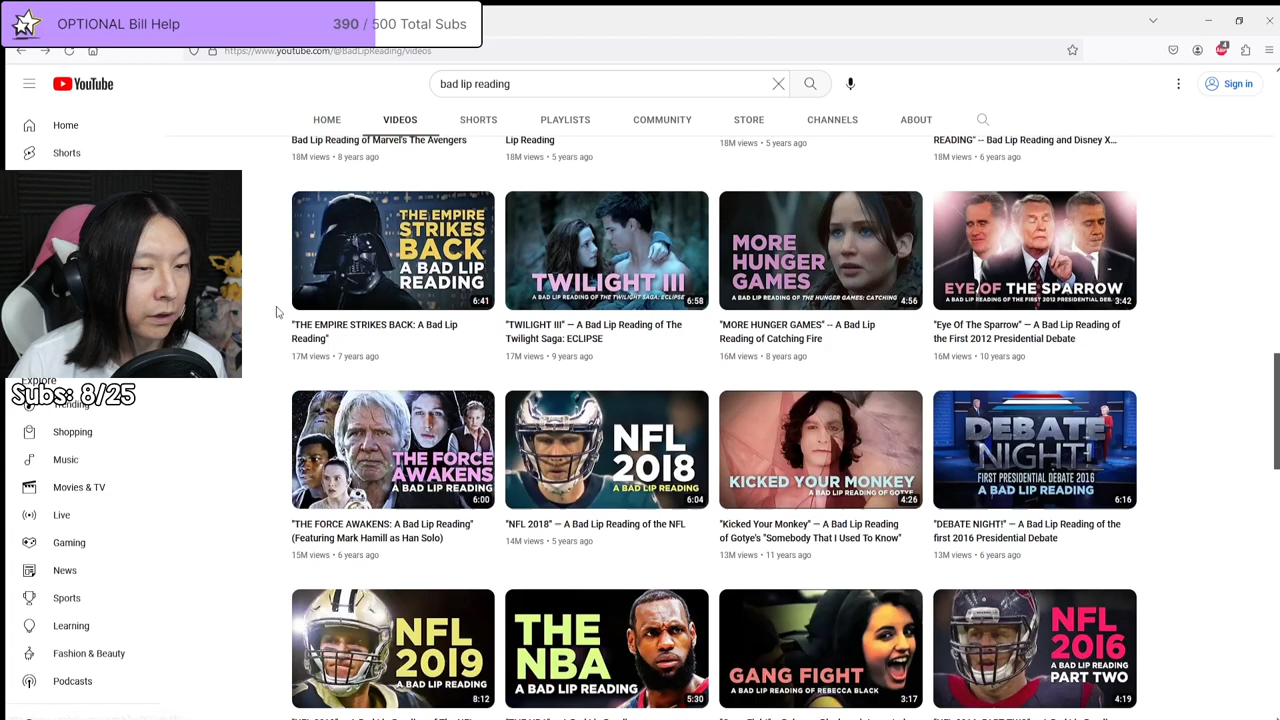 OPTIONAL Bill Help
390 / 500 Total Subs
https://www.youtube.com/@BadLipReading/videos
YouTube
bad lip reading
Sign in
HOME
VIDEOS
SHORTS
PLAYLISTS
COMMUNITY
STORE
CHANNELS
ABOUT
Home
Shorts
Subs: 8/25
Explore
Trending
Shopping
Music
Movies & TV
Live
Gaming
News
Sports
Learning
Fashion & Beauty
Podcasts
Bad Lip Reading of Marvel's The Avengers
18M views • 8 years ago
Lip Reading
18M views • 5 years ago
18M views • 5 years ago
READING" -- Bad Lip Reading and Disney X...
18M views • 6 years ago
THE EMPIRE
STRIKES
BACK
A BAD LIP
READING
6:41
"THE EMPIRE STRIKES BACK: A Bad Lip
Reading"
17M views • 7 years ago
TWILIGHT III
A BAD LIP READING OF THE TWILIGHT SAGA: ECLIPSE
6:58
"TWILIGHT III" — A Bad Lip Reading of The
Twilight Saga: ECLIPSE
17M views • 9 years ago
MORE
HUNGER
GAMES
A BAD LIP READING OF THE HUNGER GAMES: CATCHING
4:56
"MORE HUNGER GAMES" -- A Bad Lip
Reading of Catching Fire
16M views • 8 years ago
EYE OF THE SPARROW
A BAD LIP READING OF THE FIRST 2012 PRESIDENTIAL DEB
3:42
"Eye Of The Sparrow" — A Bad Lip Reading of
the First 2012 Presidential Debate
16M views • 10 years ago
THE FORCE
AWAKENS
A BAD LIP READING
6:00
"THE FORCE AWAKENS: A Bad Lip Reading"
(Featuring Mark Hamill as Han Solo)
15M views • 6 years ago
NFL
2018
A BAD LIP READING
6:04
"NFL 2018" — A Bad Lip Reading of the NFL
14M views • 5 years ago
KICKED YOUR MONKEY
A BAD LIP READING OF GOTYE
4:26
"Kicked Your Monkey" — A Bad Lip Reading
of Gotye's "Somebody That I Used To Know"
13M views • 11 years ago
DEBATE
NIGHT!
FIRST PRESIDENTIAL DEBATE 2016
A BAD LIP READING
6:16
"DEBATE NIGHT!" — A Bad Lip Reading of the
first 2016 Presidential Debate
13M views • 6 years ago
NFL
2019
A BAD LIP READING
8:12
THE
NBA
A BAD LIP READING
5:30
GANG FIGHT
A BAD LIP READING OF REBECCA BLACK
3:17
NFL
2016
A BAD LIP READING
PART TWO
4:19